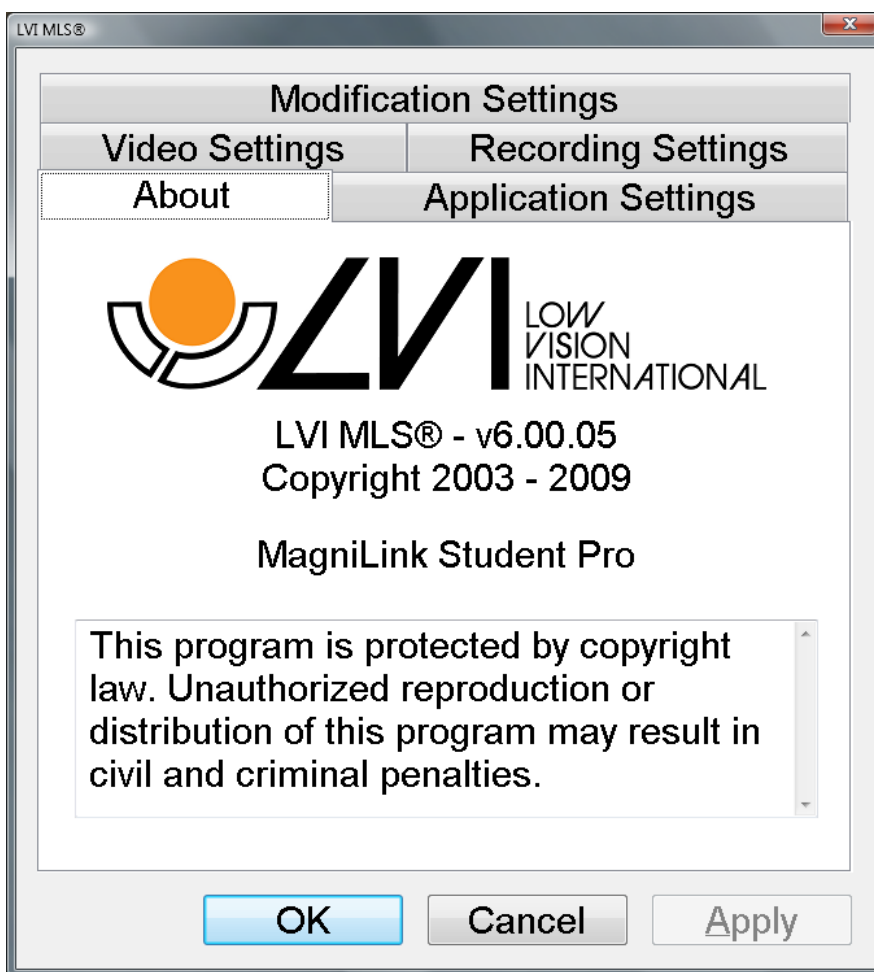 LVI MLS®
Modification Settings
Video Settings
Recording Settings
About
Application Settings
LVI
LOW
VISION
INTERNATIONAL
LVI MLS® - v6.00.05
Copyright 2003 - 2009
MagniLink Student Pro
This program is protected by copyright
law. Unauthorized reproduction or
distribution of this program may result in
civil and criminal penalties.
OK
Cancel
Apply